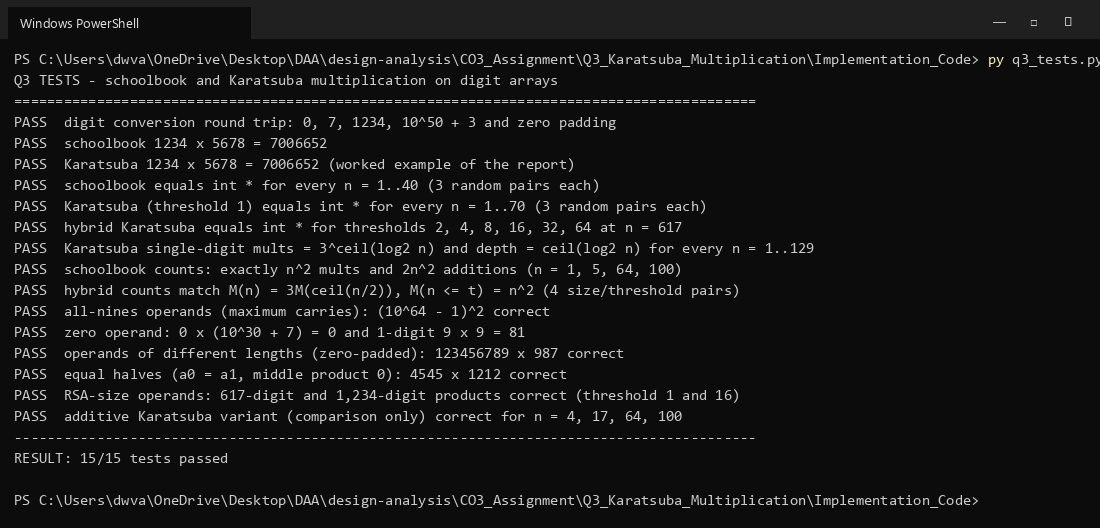 Windows PowerShell
PS C:\Users\dwva\OneDrive\Desktop\DAA\design-analysis\CO3_Assignment\Q3_Karatsuba_Multiplication\Implementation_Code> py q3_tests.py
Q3 TESTS - schoolbook and Karatsuba multiplication on digit arrays
==========================================================================================
PASS  digit conversion round trip: 0, 7, 1234, 10^50 + 3 and zero padding
PASS  schoolbook 1234 x 5678 = 7006652
PASS  Karatsuba 1234 x 5678 = 7006652 (worked example of the report)
PASS  schoolbook equals int * for every n = 1..40 (3 random pairs each)
PASS  Karatsuba (threshold 1) equals int * for every n = 1..70 (3 random pairs each)
PASS  hybrid Karatsuba equals int * for thresholds 2, 4, 8, 16, 32, 64 at n = 617
PASS  Karatsuba single-digit mults = 3^ceil(log2 n) and depth = ceil(log2 n) for every n = 1..129
PASS  schoolbook counts: exactly n^2 mults and 2n^2 additions (n = 1, 5, 64, 100)
PASS  hybrid counts match M(n) = 3M(ceil(n/2)), M(n <= t) = n^2 (4 size/threshold pairs)
PASS  all-nines operands (maximum carries): (10^64 - 1)^2 correct
PASS  zero operand: 0 x (10^30 + 7) = 0 and 1-digit 9 x 9 = 81
PASS  operands of different lengths (zero-padded): 123456789 x 987 correct
PASS  equal halves (a0 = a1, middle product 0): 4545 x 1212 correct
PASS  RSA-size operands: 617-digit and 1,234-digit products correct (threshold 1 and 16)
PASS  additive Karatsuba variant (comparison only) correct for n = 4, 17, 64, 100
------------------------------------------------------------------------------------------
RESULT: 15/15 tests passed
PS C:\Users\dwva\OneDrive\Desktop\DAA\design-analysis\CO3_Assignment\Q3_Karatsuba_Multiplication\Implementation_Code>